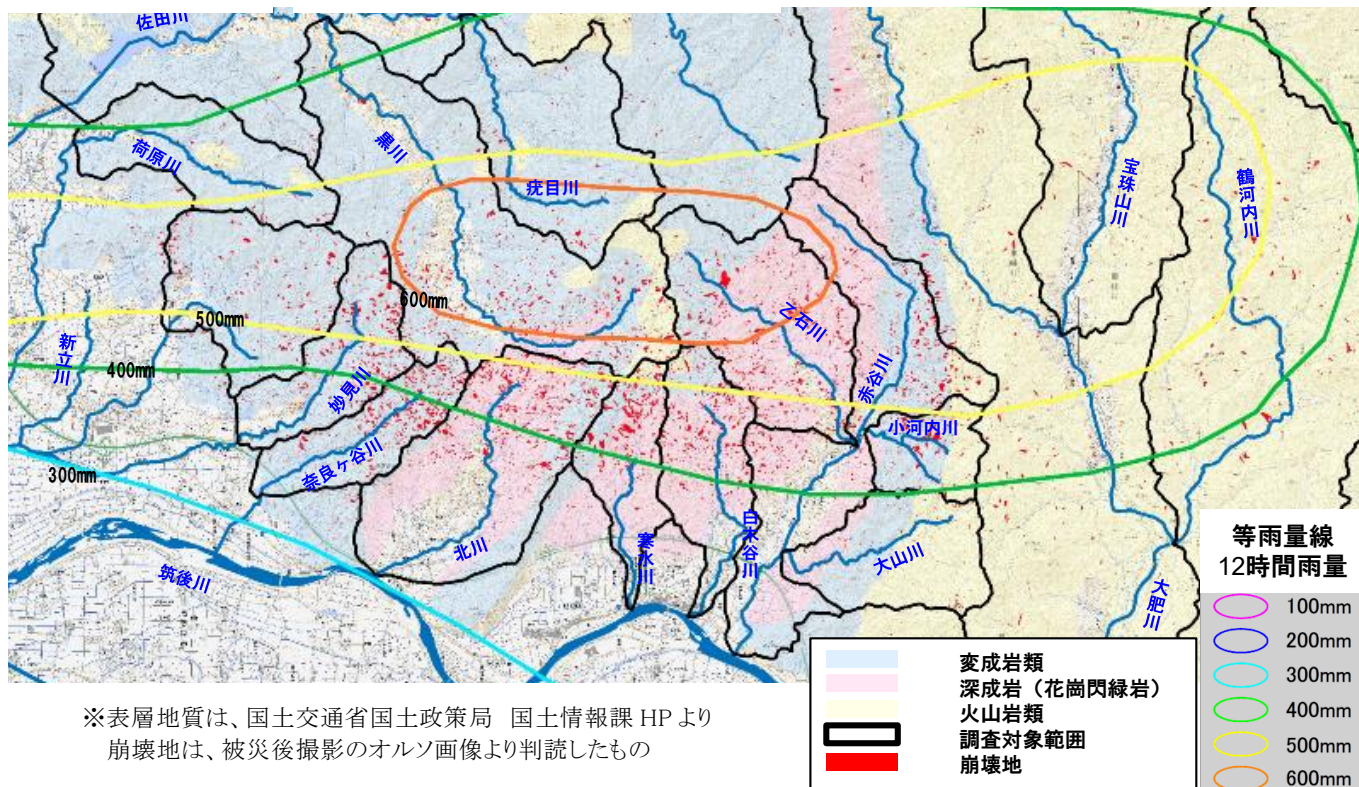 佐田川
荷原川
黒川
疣目川
宝珠山川
鶴河内川
600mm
500mm
400mm
300mm
新立川
妙見川
奈良ヶ谷川
乙石川
赤谷川
小河内川
北川
寒水川
白木谷川
大山川
筑後川
大肥川
等雨量線
12時間雨量
100mm
200mm
300mm
400mm
500mm
600mm
変成岩類
深成岩（花崗閃緑岩）
火山岩類
調査対象範囲
崩壊地
※表層地質は、国土交通省国土政策局 国土情報課 HP より
崩壊地は、被災後撮影のオルソ画像より判読したもの